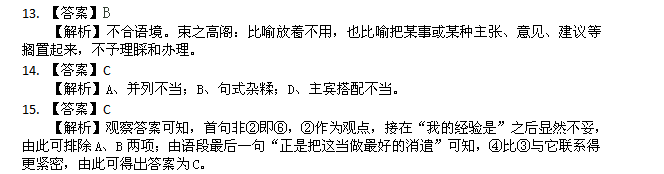 13. 【答案】B
【解析】不合语境。束之高阁：比喻放着不用，也比喻把某事或某种主张、意见、建议等
搁置起来，不予理睬和办理。
14. 【答案】C
【解析】A、并列不当；B、句式杂糅；D、主宾搭配不当。
15. 【答案】C
【解析】观察答案可知，首句非②即⑥，②作为观点，接在“我的经验是”之后显然不妥，
由此可排除A、B两项；由语段最后一句“正是把这当做最好的消遣”可知，④比③与它联系得
更紧密，由此可得出答案为C。